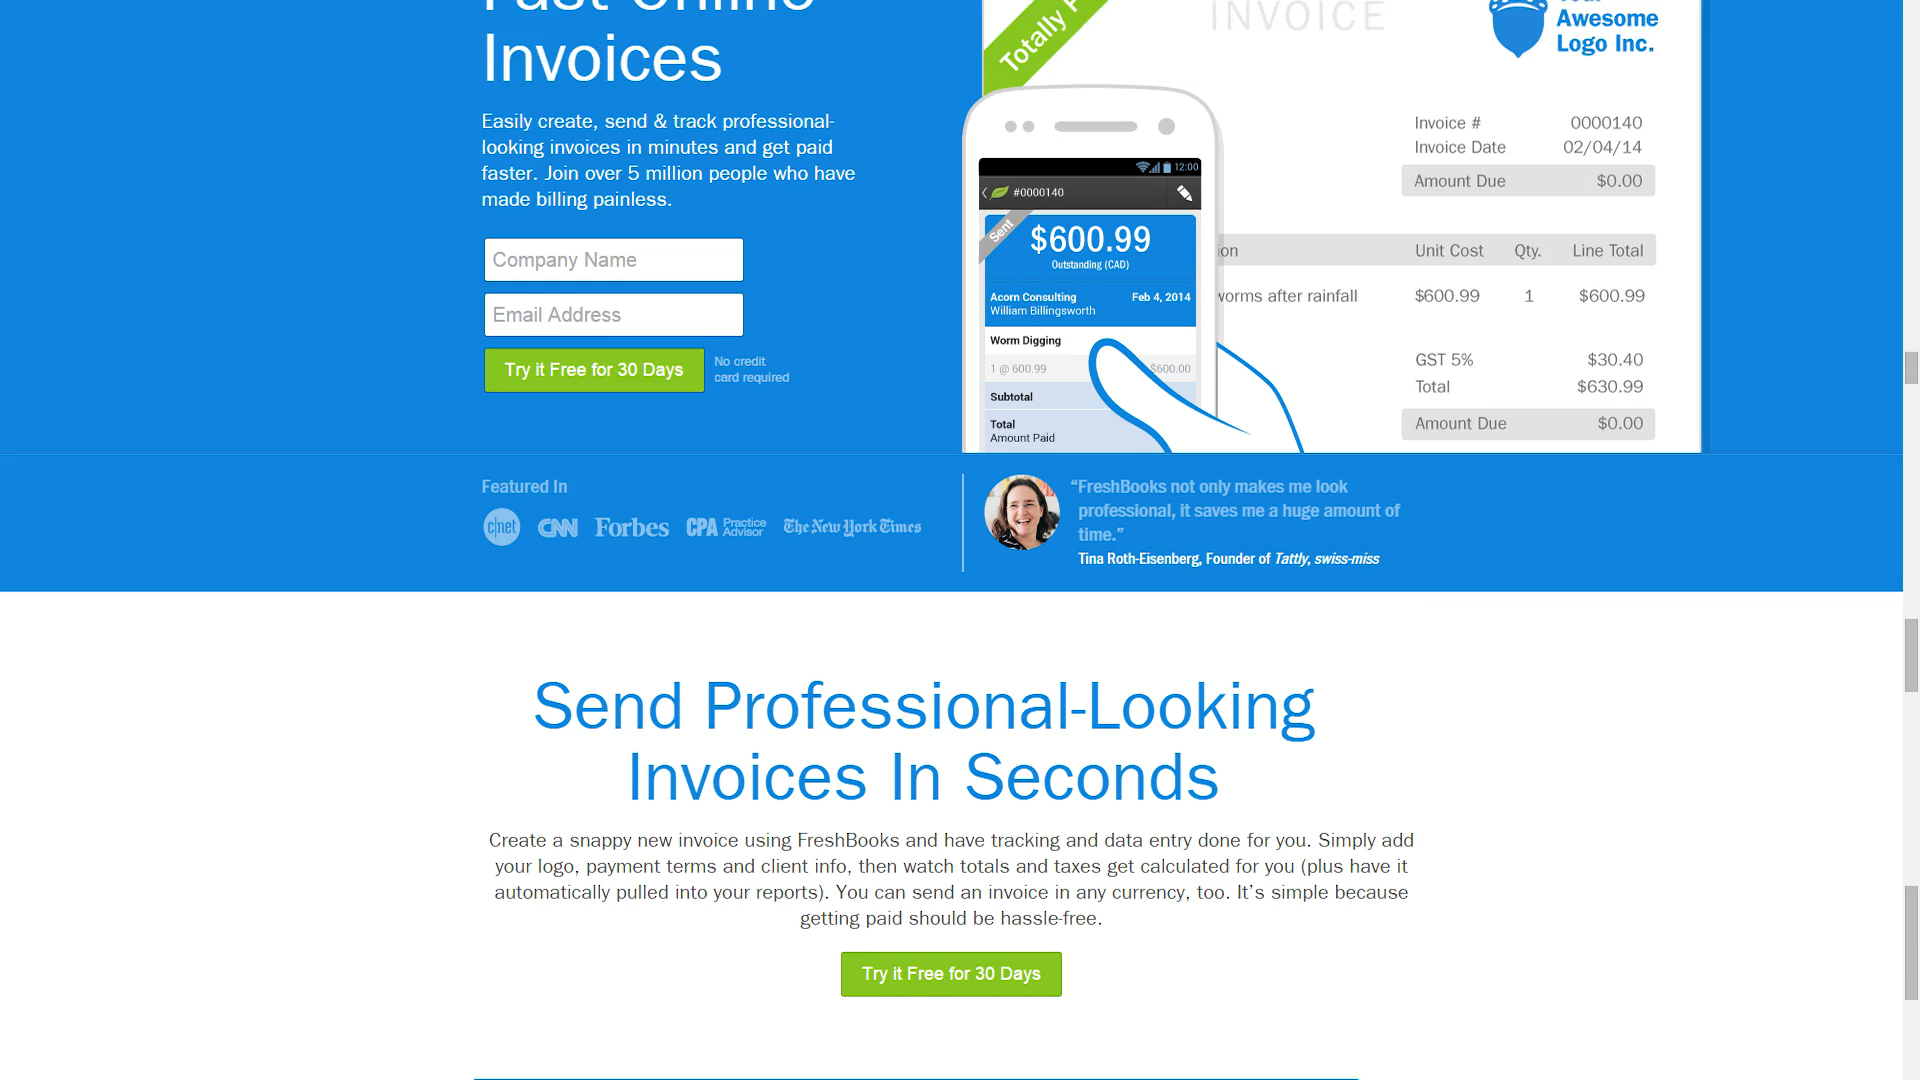 Fast Online
Invoices
Easily create, send & track professional-
looking invoices in minutes and get paid
faster. Join over 5 million people who have
made billing painless.
Company Name
Email Address
Try it Free for 30 Days
No credit
card required
Totally
INVOICE
Awesome
Logo Inc.
Invoice # 0000140
Invoice Date 02/04/14
Amount Due $0.00
Unit Cost Qty. Line Total
after rainfall $600.99 1 $600.99
GST 5% $30.40
Total $630.99
Amount Due $0.00
12:00
#0000140
Sent
$600.99
Outstanding (CAD)
Acorn Consulting Feb 4, 2014
William Billingsworth
Worm Digging
1 @ 600.99 $600.00
Subtotal
Total
Amount Paid
Featured In
c|net CNN Forbes CPA Practice Advisor The New York Times
“FreshBooks not only makes me look
professional, it saves me a huge amount of
time.”
Tina Roth-Eisenberg, Founder of Tattly, swiss-miss
Send Professional-Looking
Invoices In Seconds
Create a snappy new invoice using FreshBooks and have tracking and data entry done for you. Simply add
your logo, payment terms and client info, then watch totals and taxes get calculated for you (plus have it
automatically pulled into your reports). You can send an invoice in any currency, too. It’s simple because
getting paid should be hassle-free.
Try it Free for 30 Days